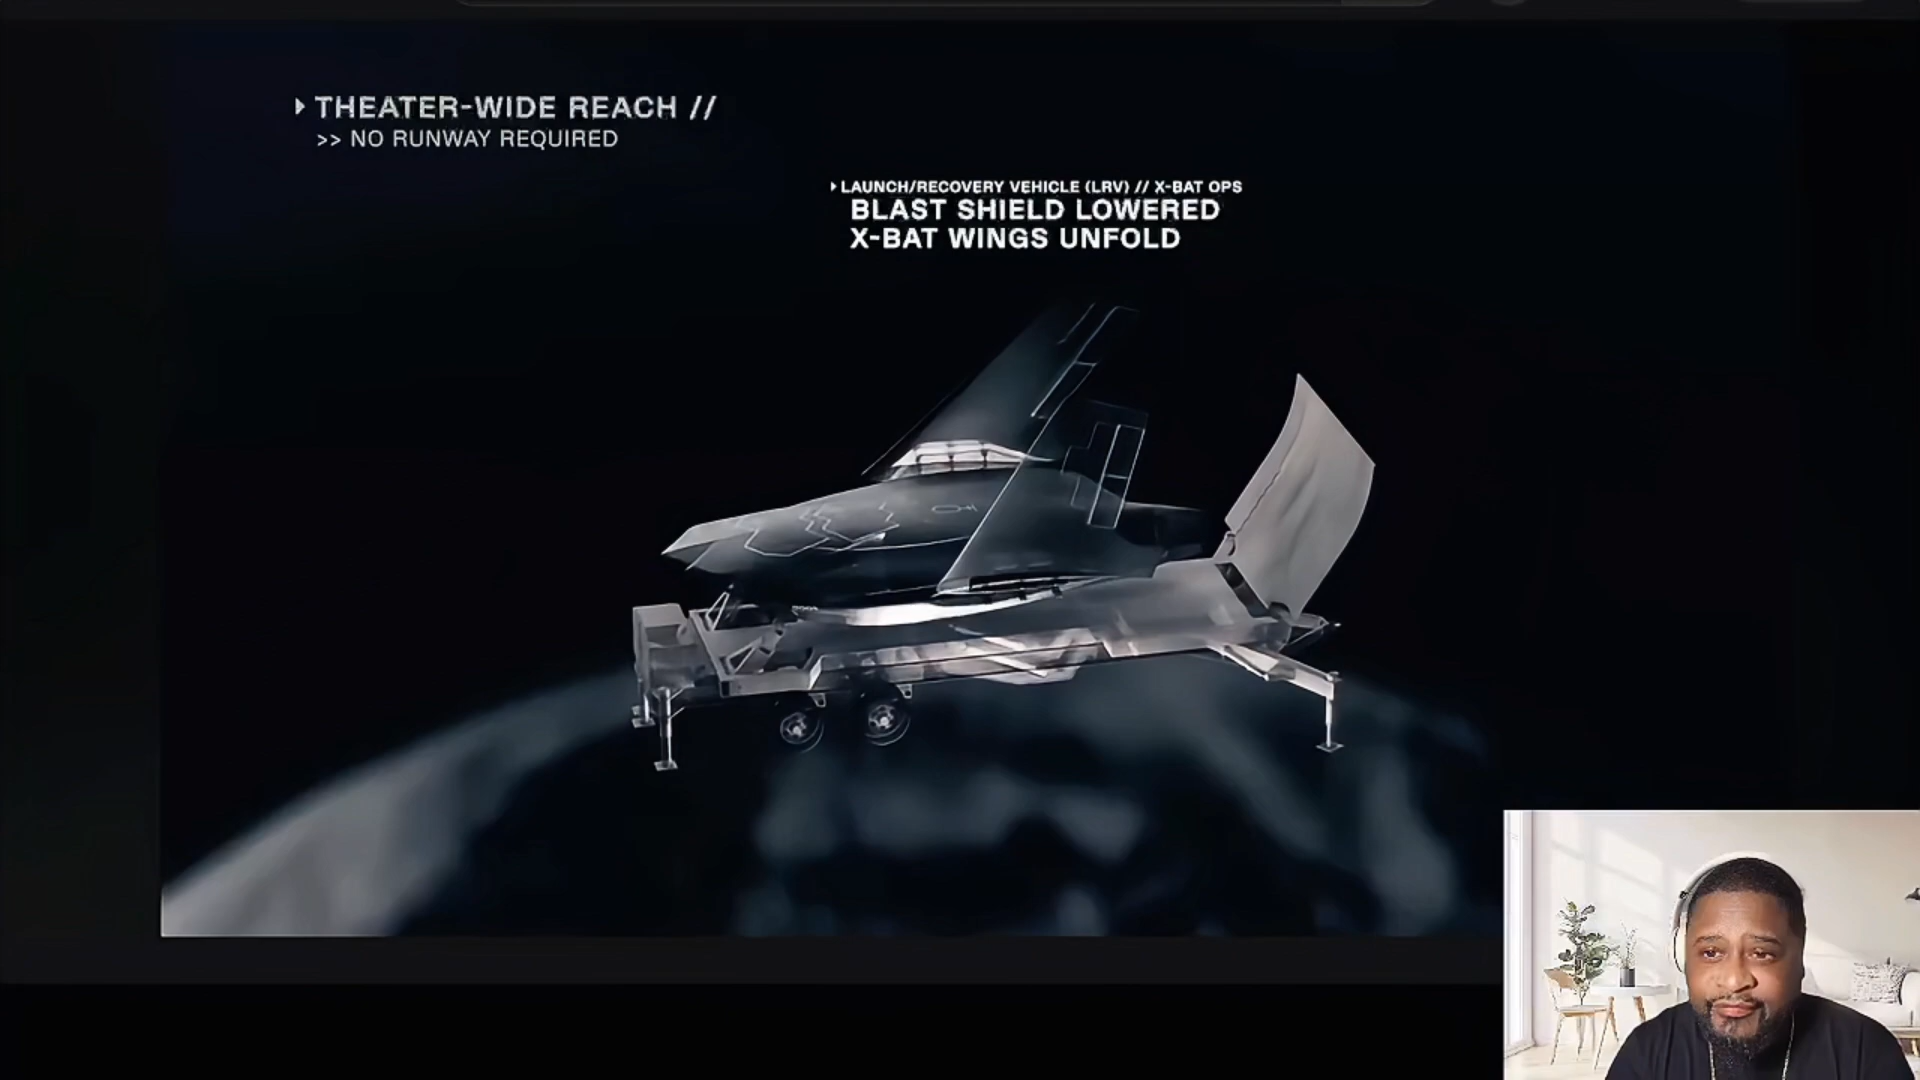 THEATER-WIDE REACH //
>> NO RUNWAY REQUIRED
LAUNCH/RECOVERY VEHICLE (LRV) // X-BAT OPS
BLAST SHIELD LOWERED
X-BAT WINGS UNFOLD